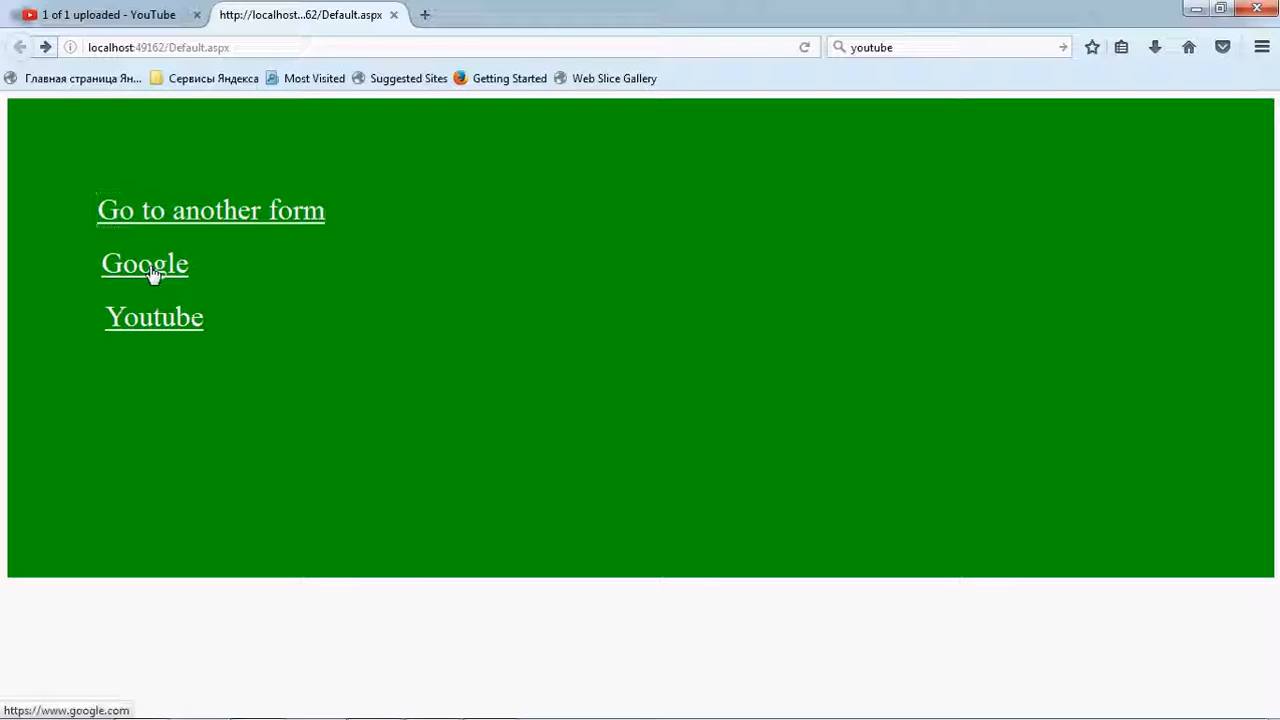 1 of 1 uploaded - YouTube
http://localhost...62/Default.aspx
localhost:49162/Default.aspx
youtube
Главная страница Ян...
Сервисы Яндекса
Most Visited
Suggested Sites
Getting Started
Web Slice Gallery
Go to another form
Google
Youtube
https://www.google.com